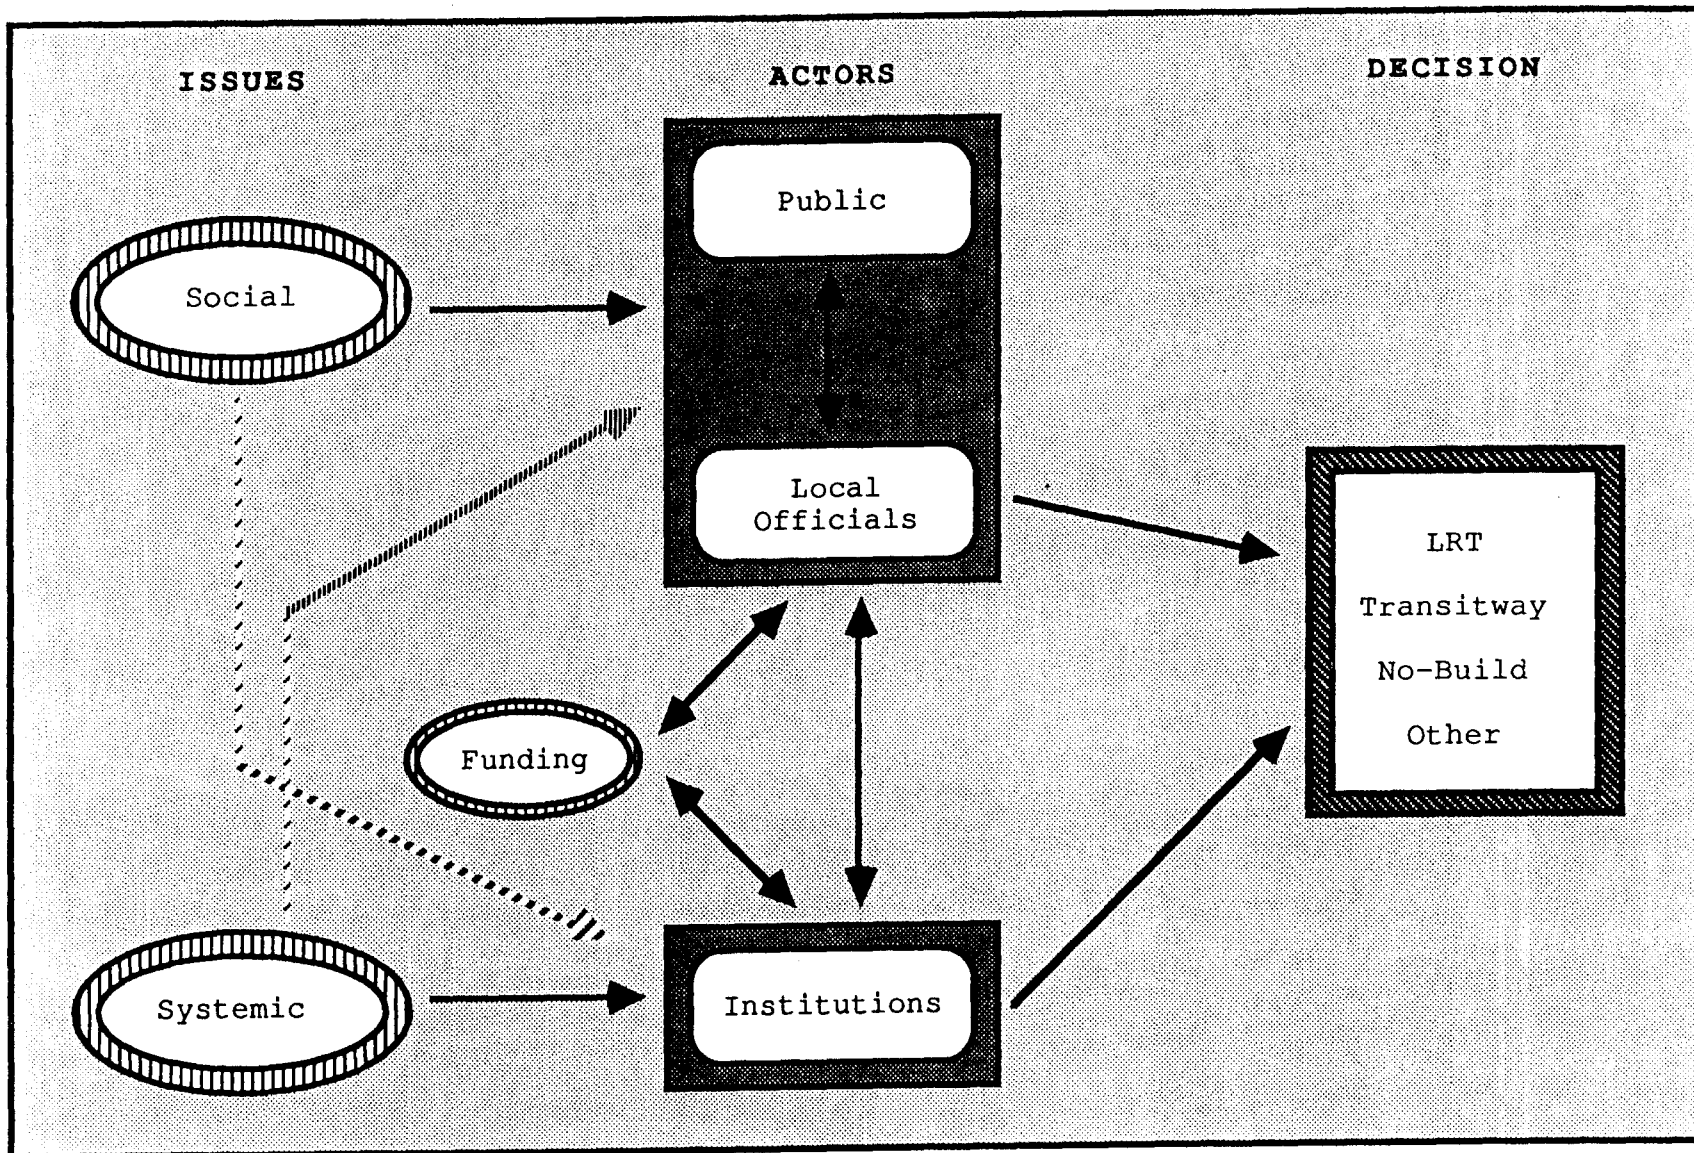 ISSUES
ACTORS
DECISION
Public
Social
Local
Officials
LRT
Transitway
No-Build
Other
Funding
Systemic
Institutions